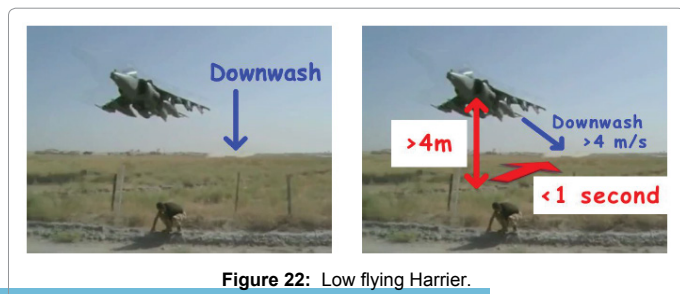 Downwash
Downwash
>4 m/s
>4m
<1 second
Figure 22: Low flying Harrier.